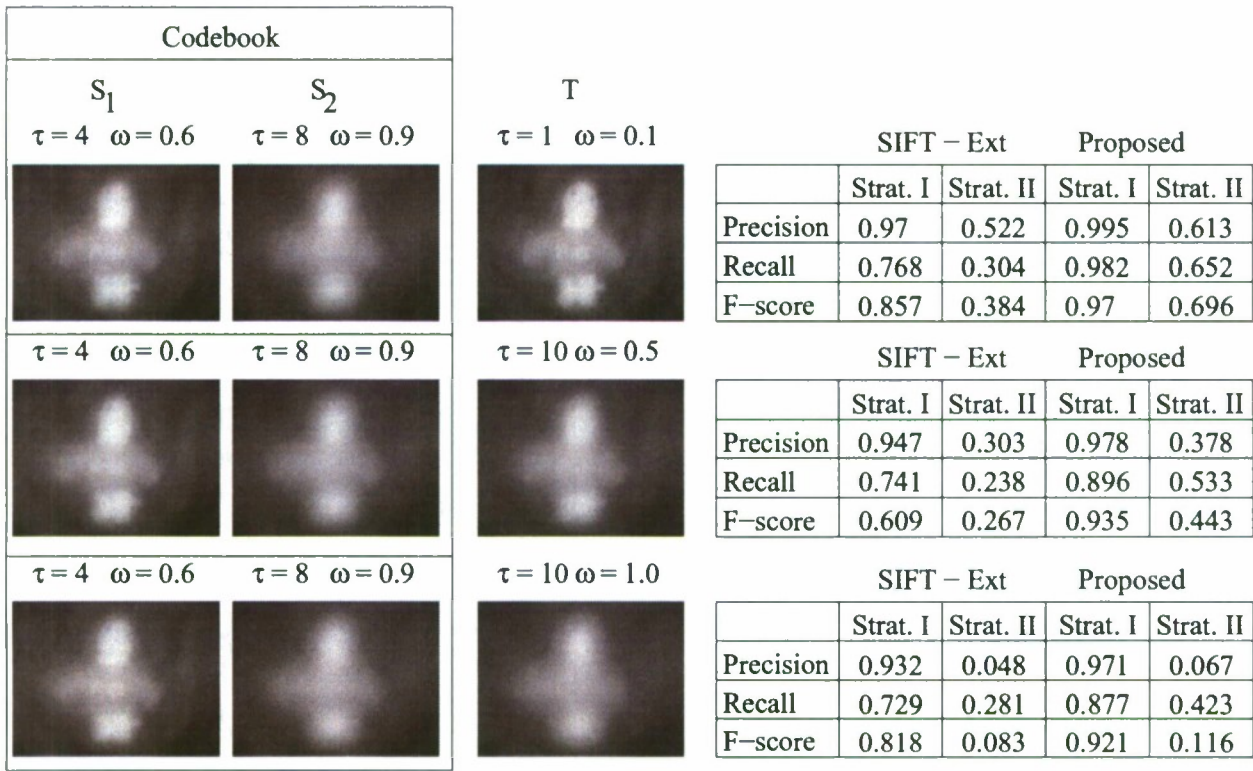 Codebook
S1 S2 T
τ = 4 ω = 0.6 τ = 8 ω = 0.9 τ = 1 ω = 0.1
SIFT − Ext Proposed
Strat. I Strat. II Strat. I Strat. II
Precision 0.97 0.522 0.995 0.613
Recall 0.768 0.304 0.982 0.652
F−score 0.857 0.384 0.97 0.696
τ = 4 ω = 0.6 τ = 8 ω = 0.9 τ = 10 ω = 0.5
SIFT − Ext Proposed
Strat. I Strat. II Strat. I Strat. II
Precision 0.947 0.303 0.978 0.378
Recall 0.741 0.238 0.896 0.533
F−score 0.609 0.267 0.935 0.443
τ = 4 ω = 0.6 τ = 8 ω = 0.9 τ = 10 ω = 1.0
SIFT − Ext Proposed
Strat. I Strat. II Strat. I Strat. II
Precision 0.932 0.048 0.971 0.067
Recall 0.729 0.281 0.877 0.423
F−score 0.818 0.083 0.921 0.116